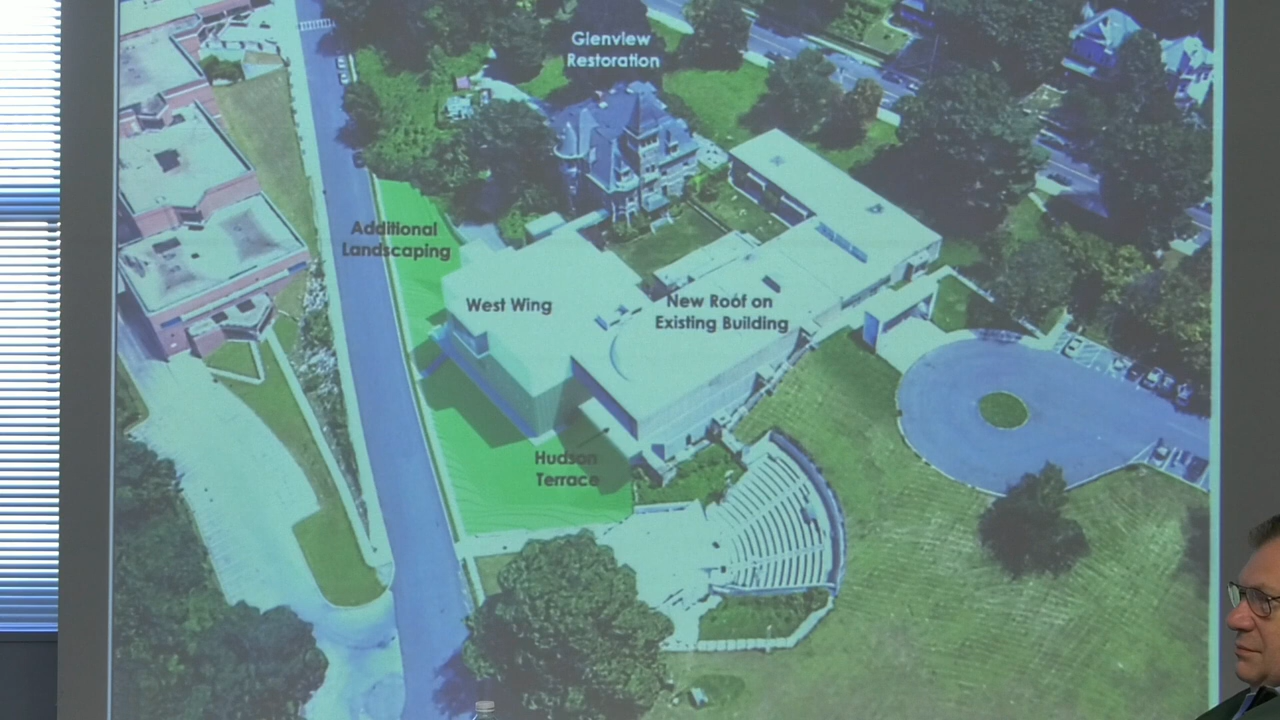 Glenview
Restoration
Additional
Landscaping
West Wing
New Roof on
Existing Building
Hudson
Terrace